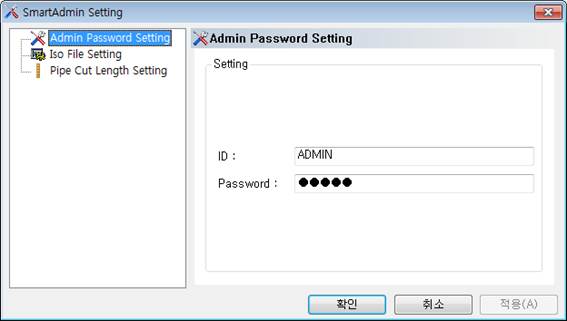 SmartAdmin Setting
Admin Password Setting
Iso File Setting
Pipe Cut Length Setting
Admin Password Setting
Setting
ID :
ADMIN
Password :
●●●●●
확인
취소
적용(A)